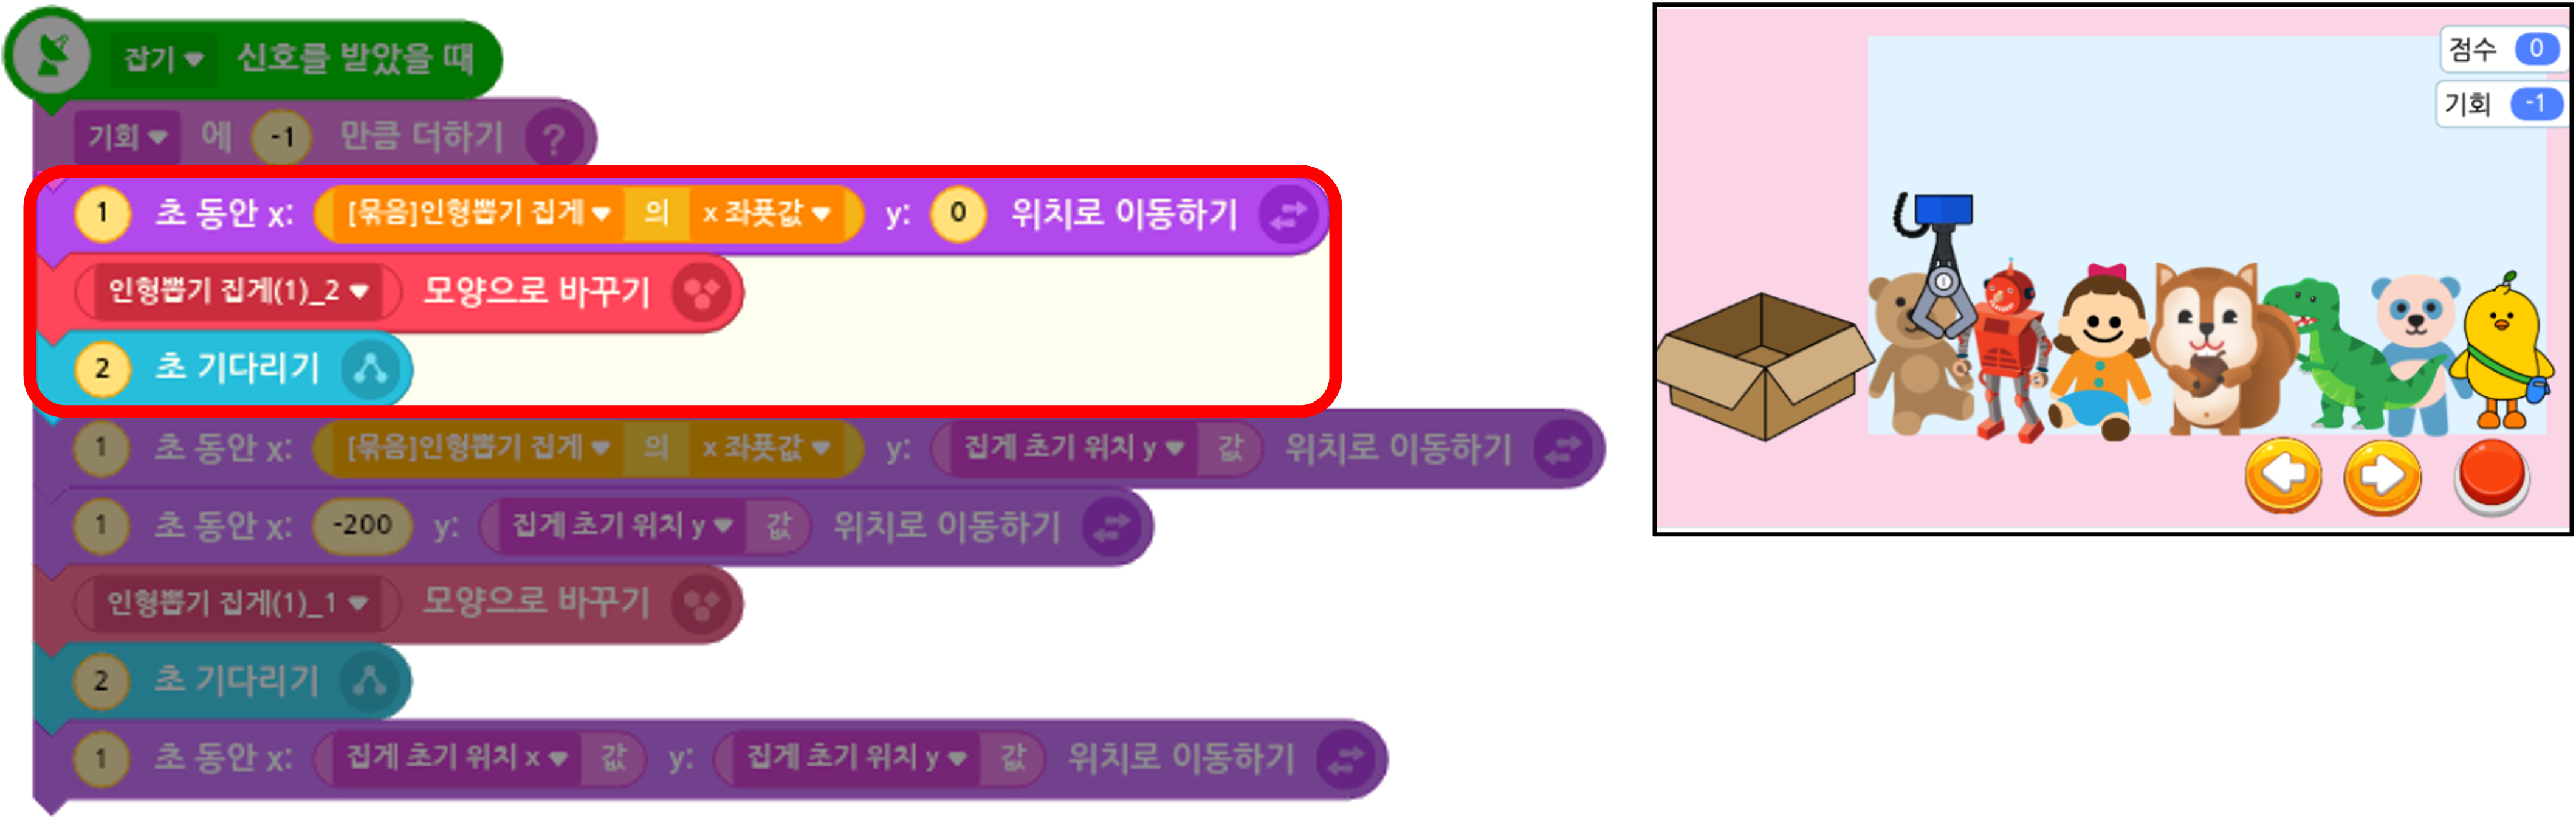 잡기 신호를 받았을 때
기회 에 -1 만큼 더하기 ?
1 초 동안 x: [묶음]인형뽑기 집게 의 x 좌푯값 y: 0 위치로 이동하기
인형뽑기 집게(1)_2 모양으로 바꾸기
2 초 기다리기
1 초 동안 x: [묶음]인형뽑기 집게 의 x 좌푯값 y: 집게 초기 위치 y 값 위치로 이동하기
1 초 동안 x: -200 y: 집게 초기 위치 y 값 위치로 이동하기
인형뽑기 집게(1)_1 모양으로 바꾸기
2 초 기다리기
1 초 동안 x: 집게 초기 위치 x 값 y: 집게 초기 위치 y 값 위치로 이동하기
점수 0
기회 -1